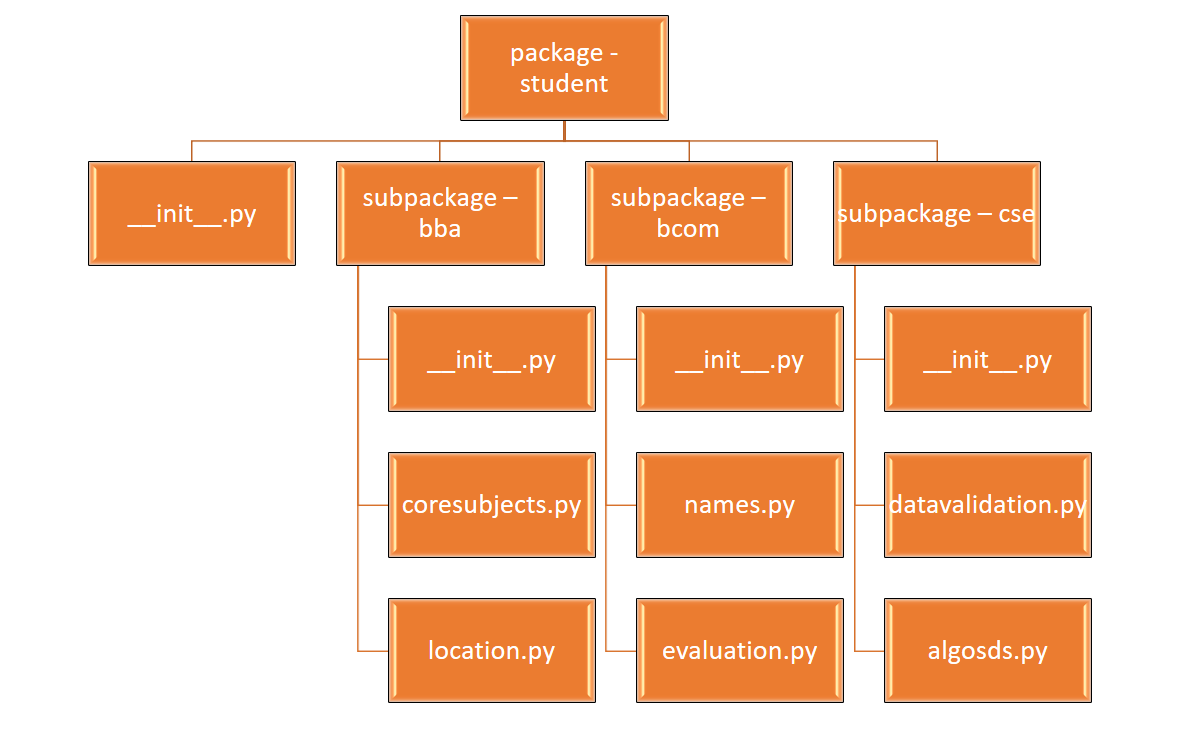 package -
student
__init__.py
subpackage –
bba
subpackage –
bcom
subpackage – cse
__init__.py
coresubjects.py
location.py
__init__.py
names.py
evaluation.py
__init__.py
datavalidation.py
algosds.py